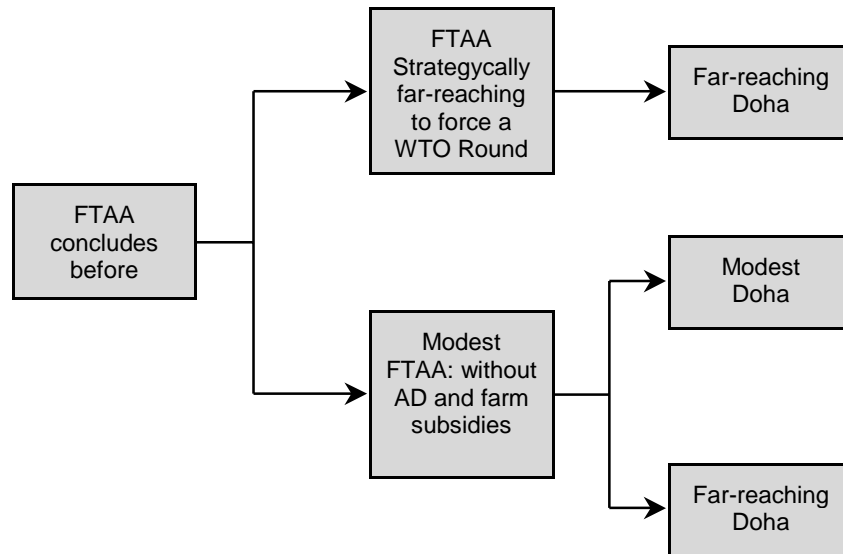 FTAA
Strategycally
far-reaching
to force a
WTO Round
Far-reaching
Doha
FTAA
concludes
before
Modest
Doha
Modest
FTAA: without
AD and farm
subsidies
Far-reaching
Doha